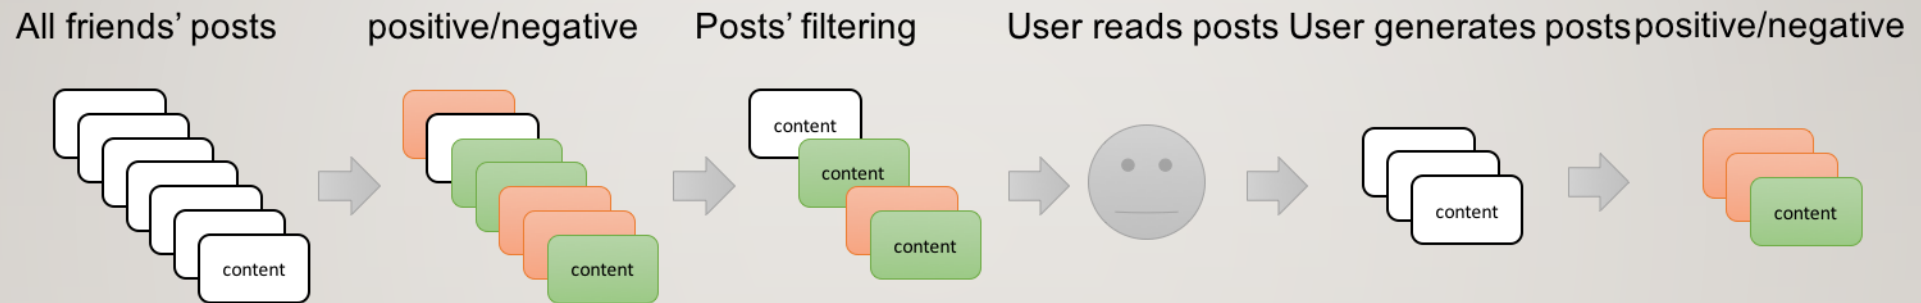 All friends’ posts
positive/negative
Posts’ filtering
User reads posts
User generates posts
positive/negative
content
content
content
content
content
content
content